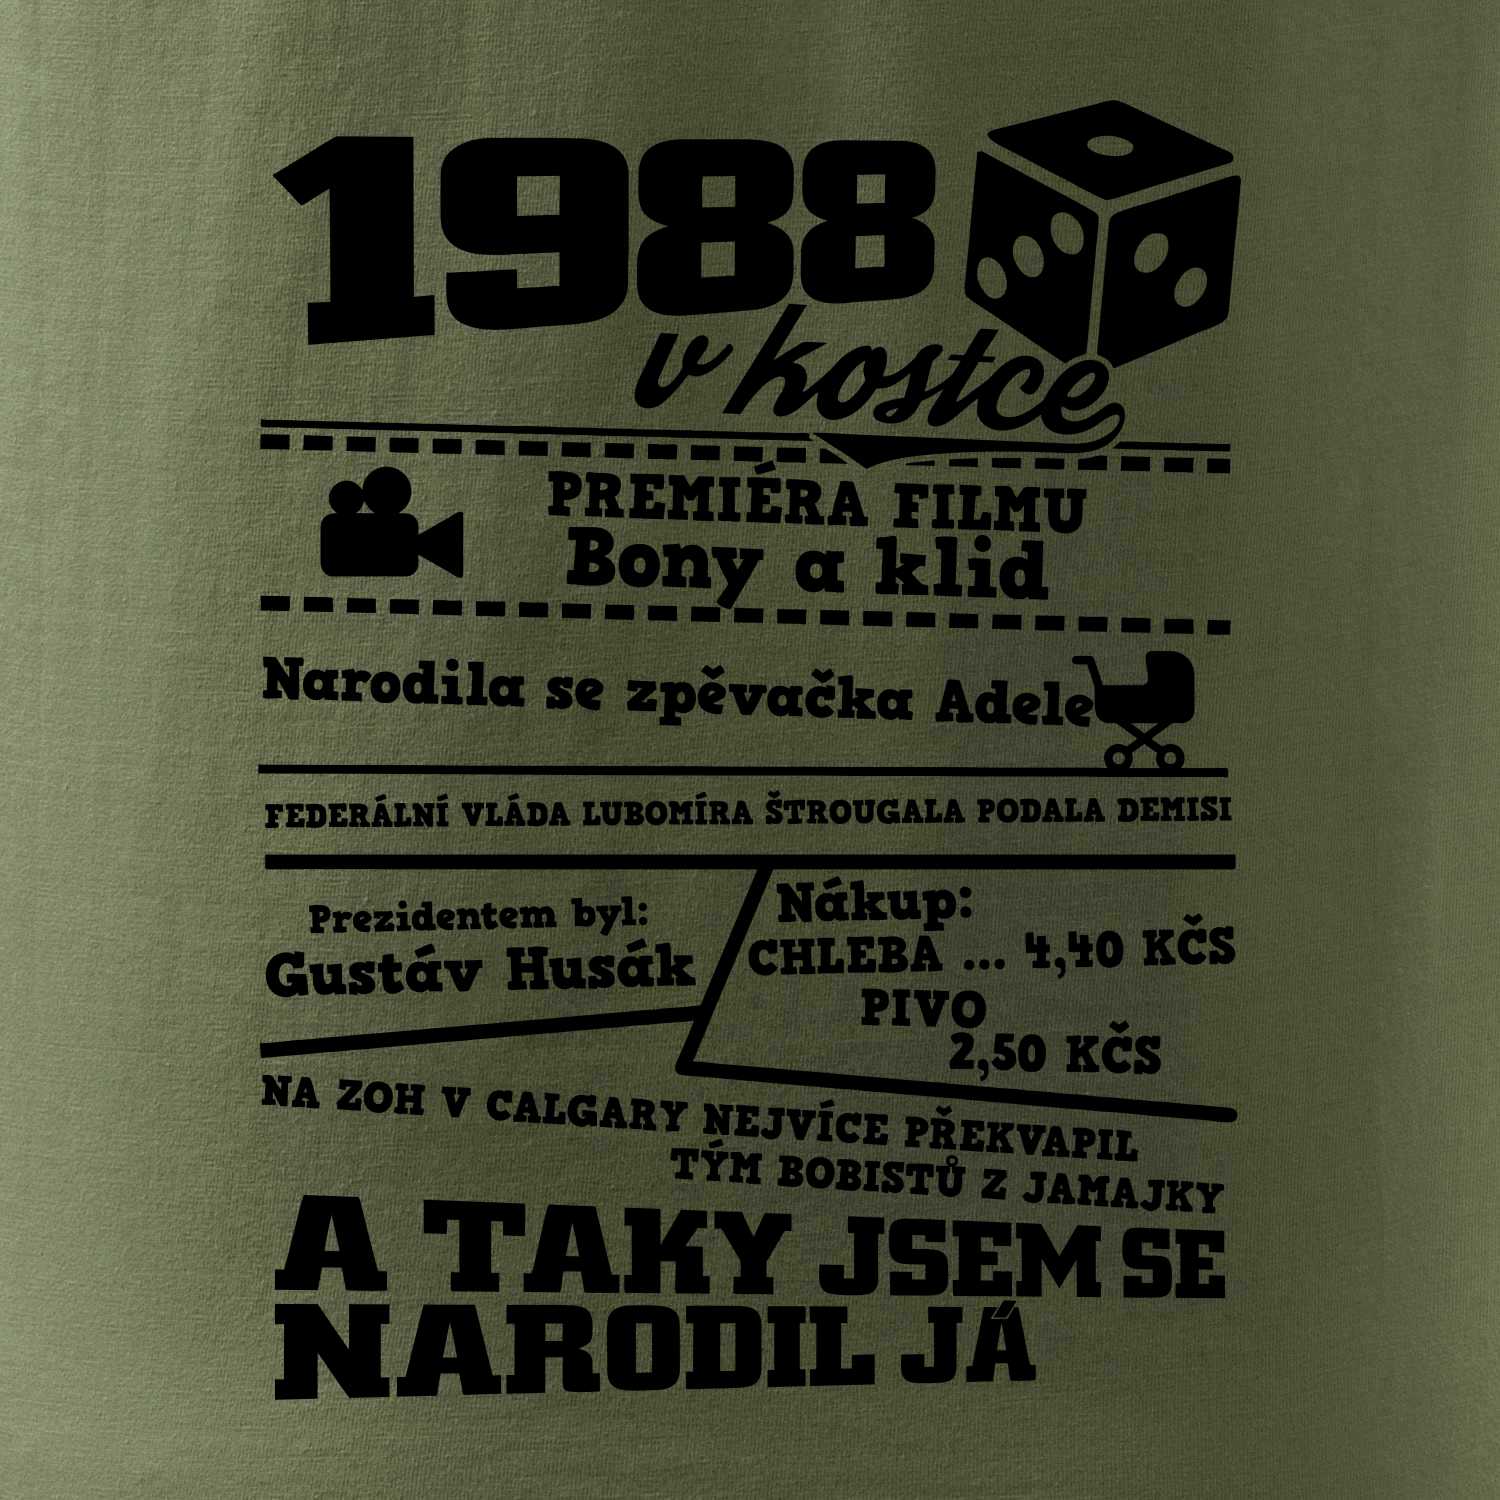 1988
v kostce
PREMIÉRA FILMU
Bony a klid
Narodila se zpěvačka Adele
FEDERÁLNÍ VLÁDA LUBOMÍRA ŠTROUGALA PODALA DEMISI
Prezidentem byl:
Gustáv Husák
Nákup:
CHLEBA ... 4,40 KČS
PIVO
2,50 KČS
NA ZOH V CALGARY NEJVÍCE PŘEKVAPIL
TÝM BOBISTŮ Z JAMAJKY
A TAKY JSEM SE
NARODIL JÁ